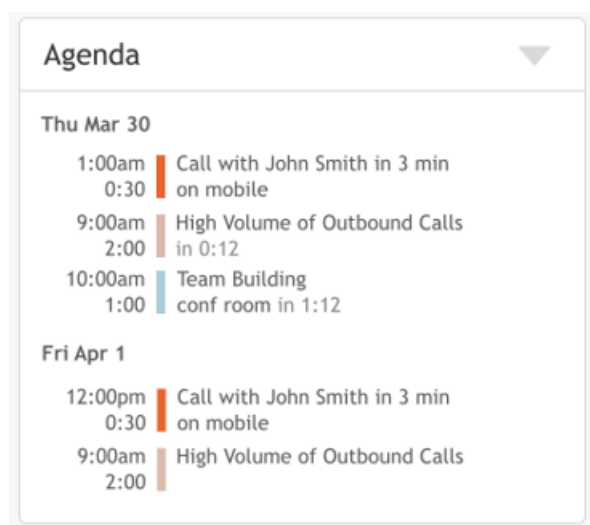 Agenda
Thu Mar 30
1:00am Call with John Smith in 3 min
0:30 on mobile
9:00am High Volume of Outbound Calls
2:00 in 0:12
10:00am Team Building
1:00 conf room in 1:12
Fri Apr 1
12:00pm Call with John Smith in 3 min
0:30 on mobile
9:00am High Volume of Outbound Calls
2:00